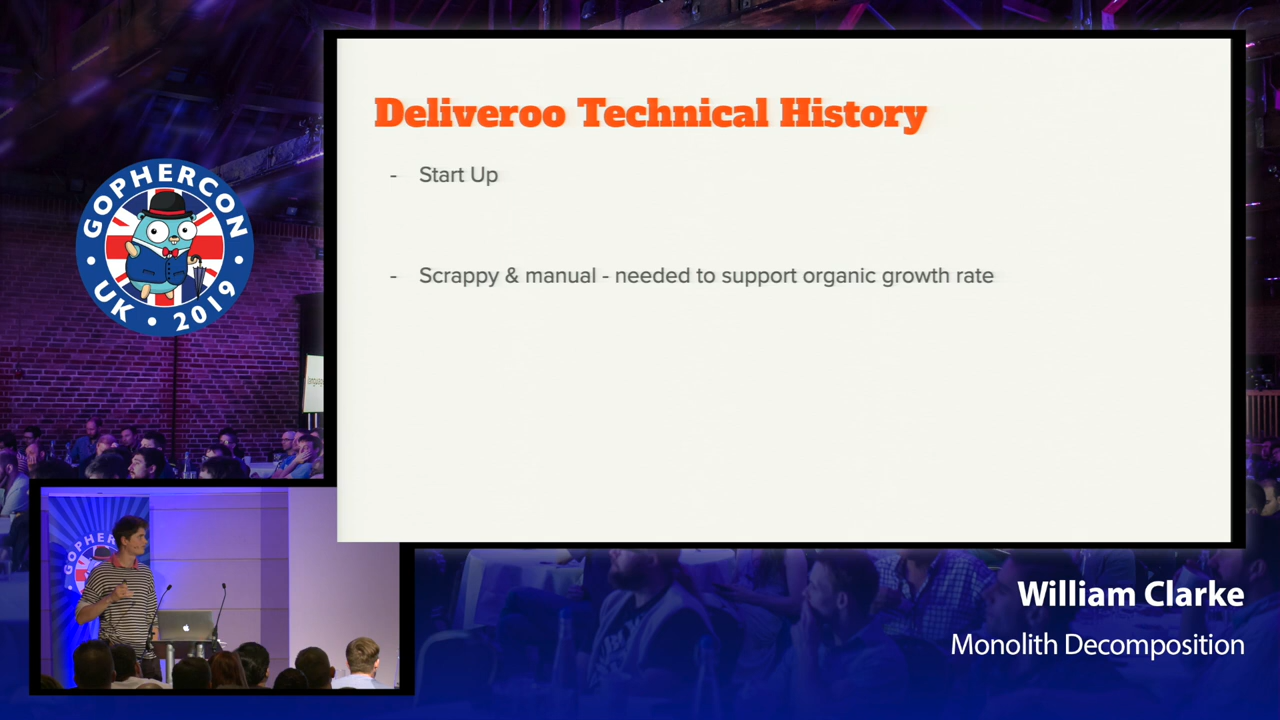 Deliveroo Technical History
- Start Up
- Scrappy & manual - needed to support organic growth rate
GOPHERCON
UK • 2019
GOPHERCON
William Clarke
Monolith Decomposition